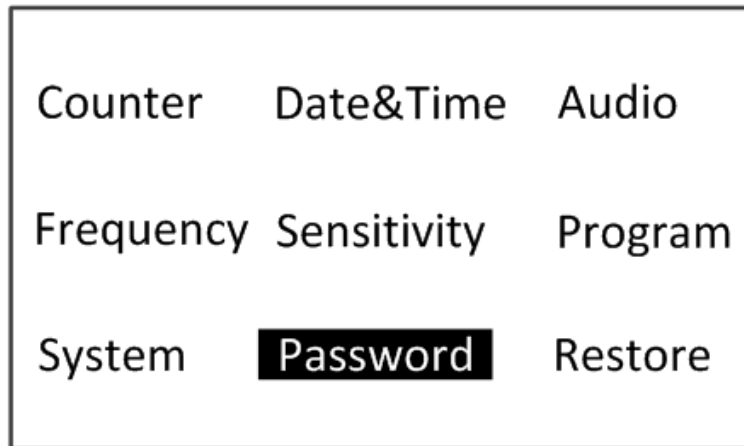 Counter Date&Time Audio
Frequency Sensitivity Program
System Password Restore